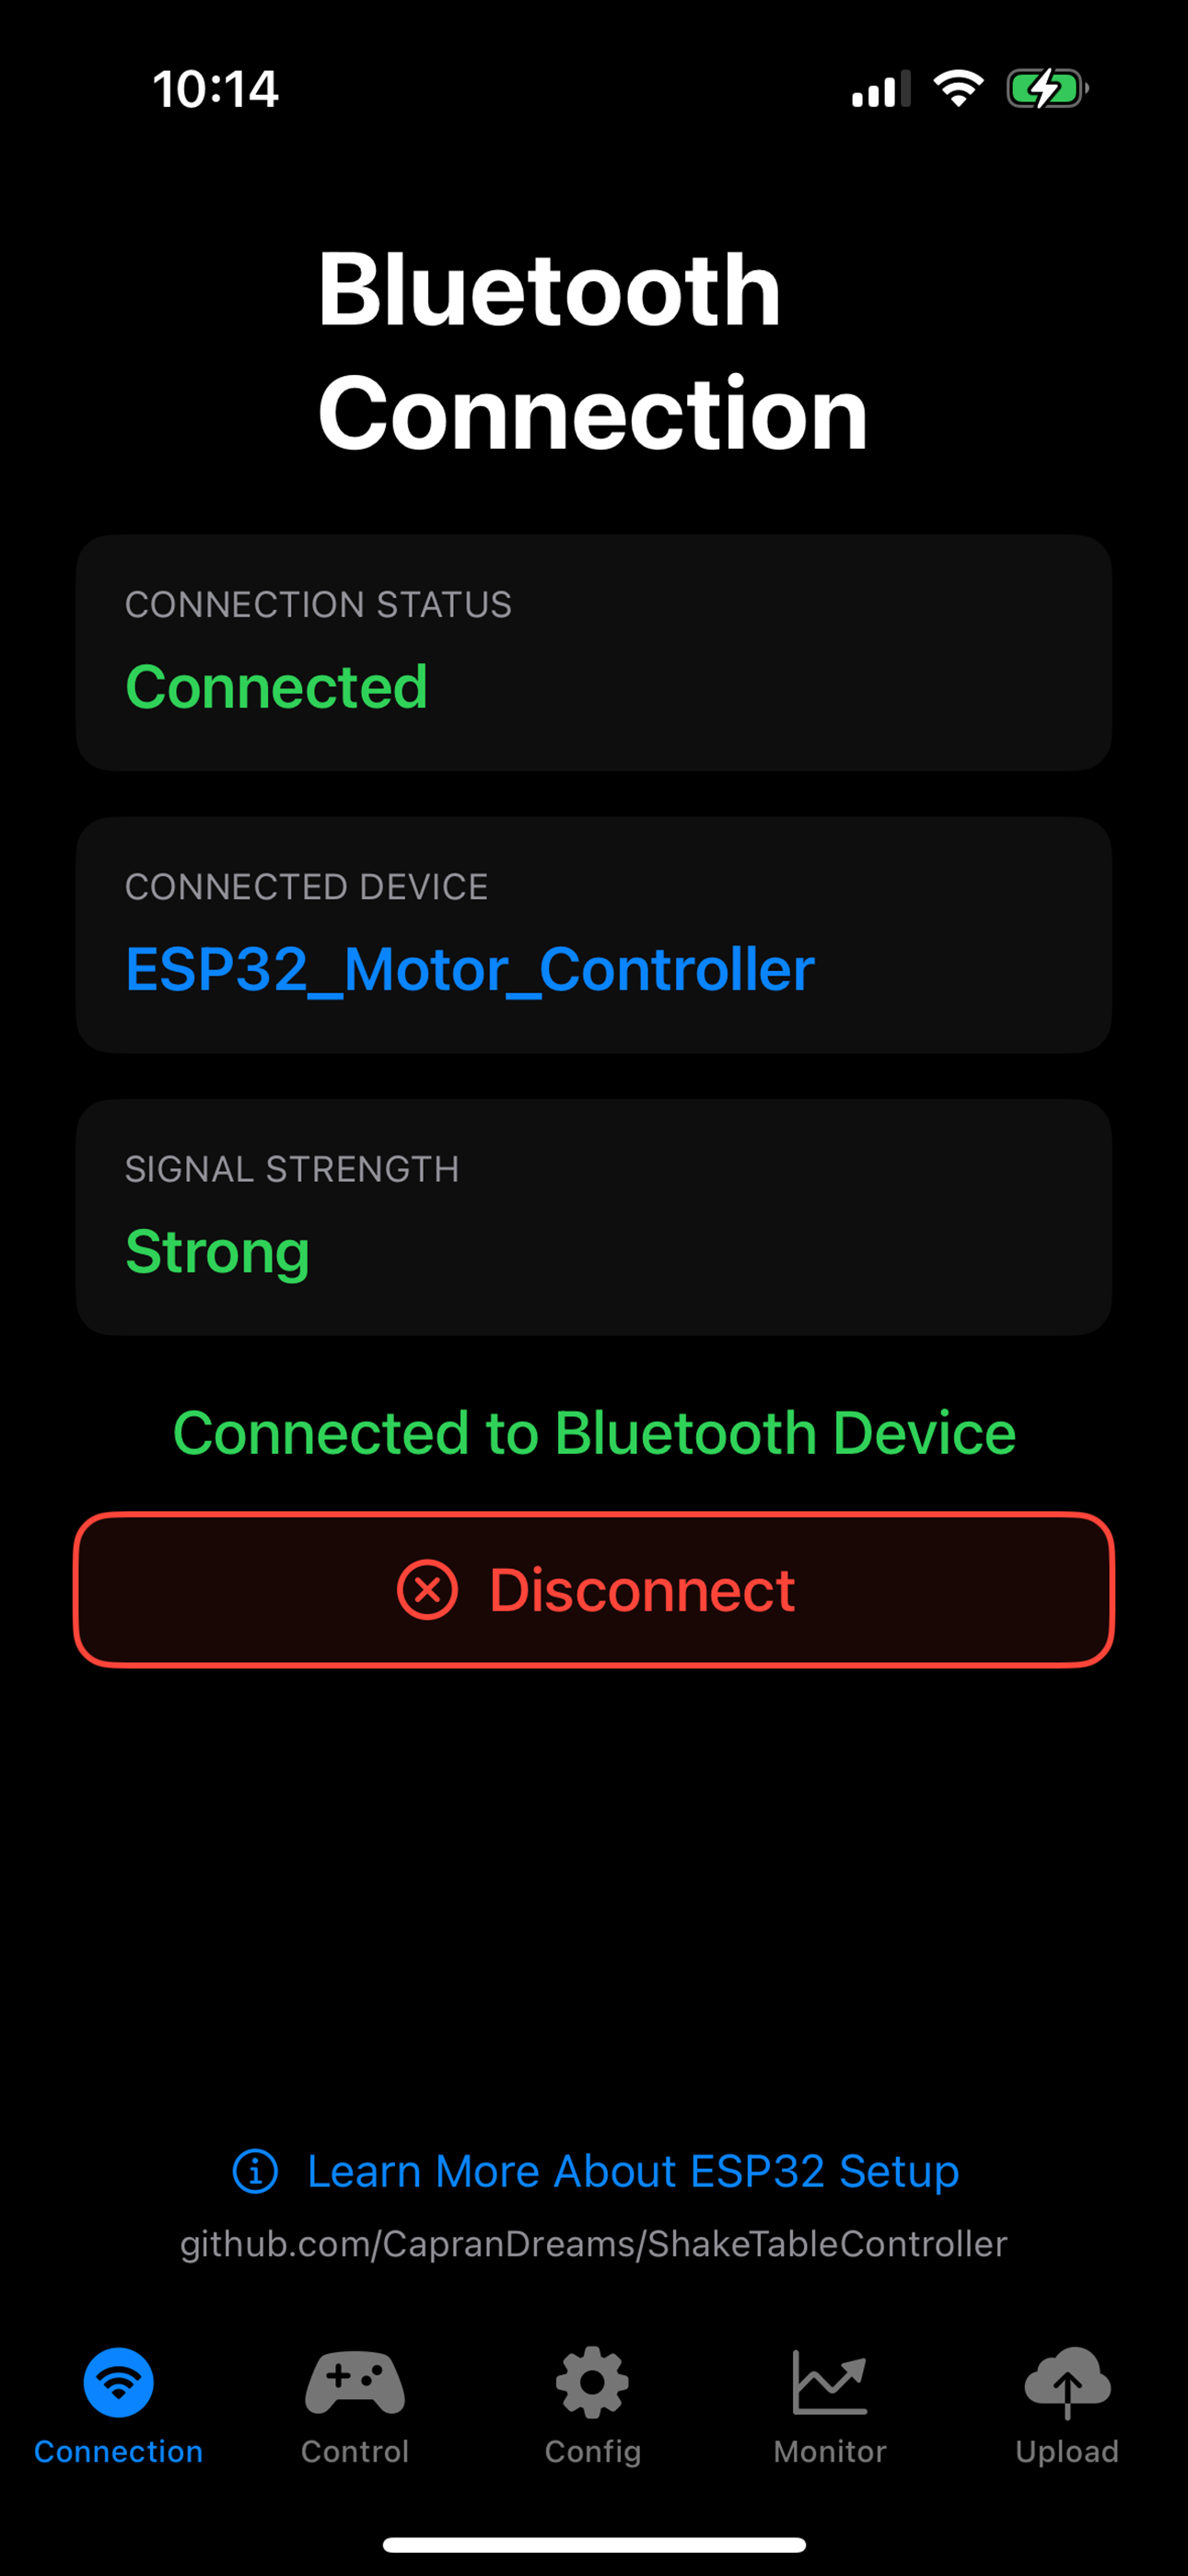 10:14
Bluetooth
Connection
CONNECTION STATUS
Connected
CONNECTED DEVICE
ESP32_Motor_Controller
SIGNAL STRENGTH
Strong
Connected to Bluetooth Device
Disconnect
Learn More About ESP32 Setup
github.com/CapranDreams/ShakeTableController
Connection Control Config Monitor Upload